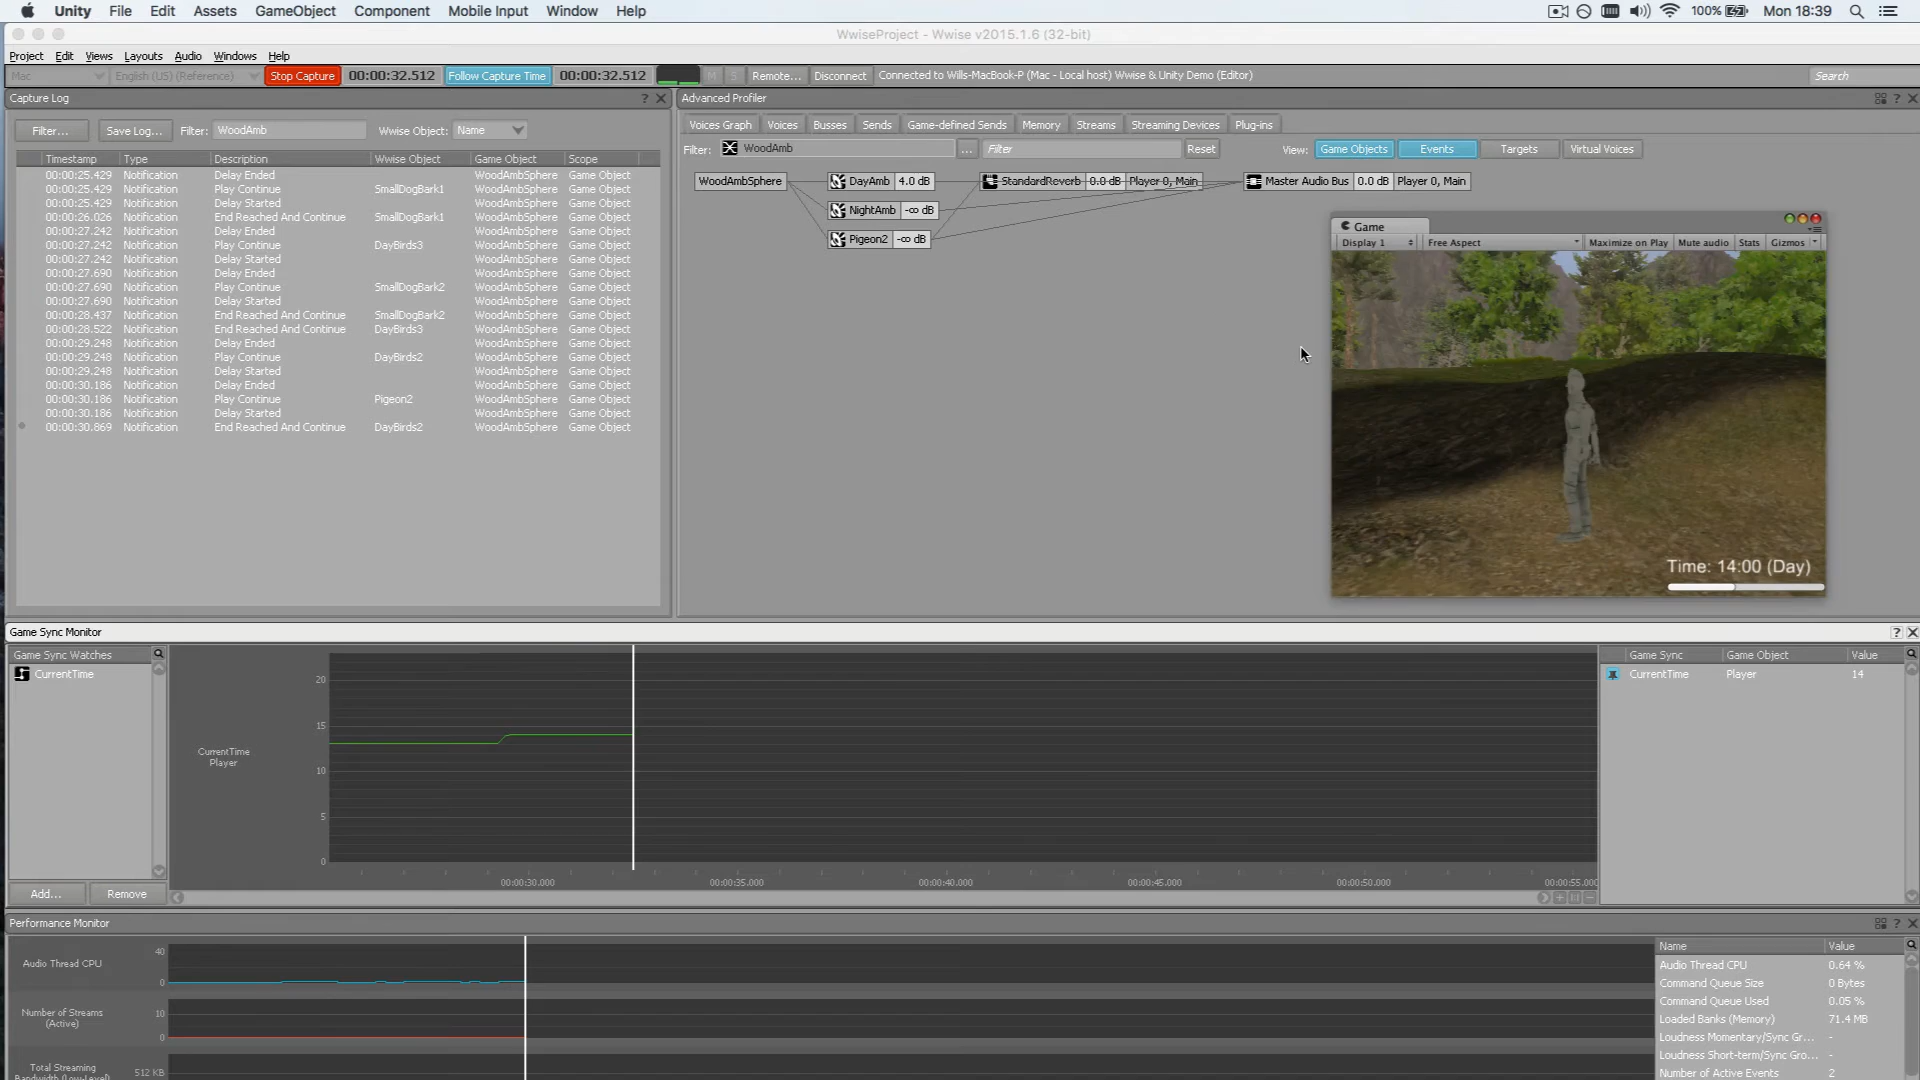 Unity File Edit Assets GameObject Component Mobile Input Window Help 100% Mon 18:39
WwiseProject - Wwise v2015.1.6 (32-bit)
Project Edit Views Layouts Audio Windows Help
Mac English (US) (Reference) Stop Capture 00:00:32.512 Follow Capture Time 00:00:32.512 M S Remote... Disconnect Connected to Wills-MacBook-P (Mac - Local host) Wwise & Unity Demo (Editor) Search
Capture Log ?
Filter... Save Log... Filter: WoodAmb Wwise Object: Name
Timestamp Type Description Wwise Object Game Object Scope
00:00:25.429 Notification Delay Ended WoodAmbSphere Game Object
00:00:25.429 Notification Play Continue SmallDogBark1 WoodAmbSphere Game Object
00:00:25.429 Notification Delay Started WoodAmbSphere Game Object
00:00:26.026 Notification End Reached And Continue SmallDogBark1 WoodAmbSphere Game Object
00:00:27.242 Notification Delay Ended WoodAmbSphere Game Object
00:00:27.242 Notification Play Continue DayBirds3 WoodAmbSphere Game Object
00:00:27.242 Notification Delay Started WoodAmbSphere Game Object
00:00:27.690 Notification Delay Ended WoodAmbSphere Game Object
00:00:27.690 Notification Play Continue SmallDogBark2 WoodAmbSphere Game Object
00:00:27.690 Notification Delay Started WoodAmbSphere Game Object
00:00:28.437 Notification End Reached And Continue SmallDogBark2 WoodAmbSphere Game Object
00:00:28.522 Notification End Reached And Continue DayBirds3 WoodAmbSphere Game Object
00:00:29.248 Notification Delay Ended WoodAmbSphere Game Object
00:00:29.248 Notification Play Continue DayBirds2 WoodAmbSphere Game Object
00:00:29.248 Notification Delay Started WoodAmbSphere Game Object
00:00:30.186 Notification Delay Ended WoodAmbSphere Game Object
00:00:30.186 Notification Play Continue Pigeon2 WoodAmbSphere Game Object
00:00:30.186 Notification Delay Started WoodAmbSphere Game Object
00:00:30.869 Notification End Reached And Continue DayBirds2 WoodAmbSphere Game Object
Advanced Profiler ?
Voices Graph Voices Busses Sends Game-defined Sends Memory Streams Streaming Devices Plug-ins
Filter: WoodAmb ... Filter Reset View: Game Objects Events Targets Virtual Voices
WoodAmbSphere DayAmb 4.0 dB StandardReverb 0.0 dB Player 0, Main Master Audio Bus 0.0 dB Player 0, Main
NightAmb -∞ dB
Pigeon2 -∞ dB
Game
Display 1 Free Aspect Maximize on Play Mute audio Stats Gizmos
Time: 14:00 (Day)
Game Sync Monitor ?
Game Sync Watches
CurrentTime
Add... Remove
20
15
CurrentTime
Player
10
5
0
00:00:30.000 00:00:35.000 00:00:40.000 00:00:45.000 00:00:50.000 00:00:55.000
Game Sync Game Object Value
CurrentTime Player 14
Performance Monitor ?
Audio Thread CPU 40
0
Number of Streams
(Active)
10
0
Total Streaming
Bandwidth (Low-Level)
512 KB
Name Value
Audio Thread CPU 0.64 %
Command Queue Size 0 Bytes
Command Queue Used 0.05 %
Loaded Banks (Memory) 71.4 MB
Loudness Momentary/Sync Gr... -
Loudness Short-term/Sync Gro... -
Number of Active Events 2